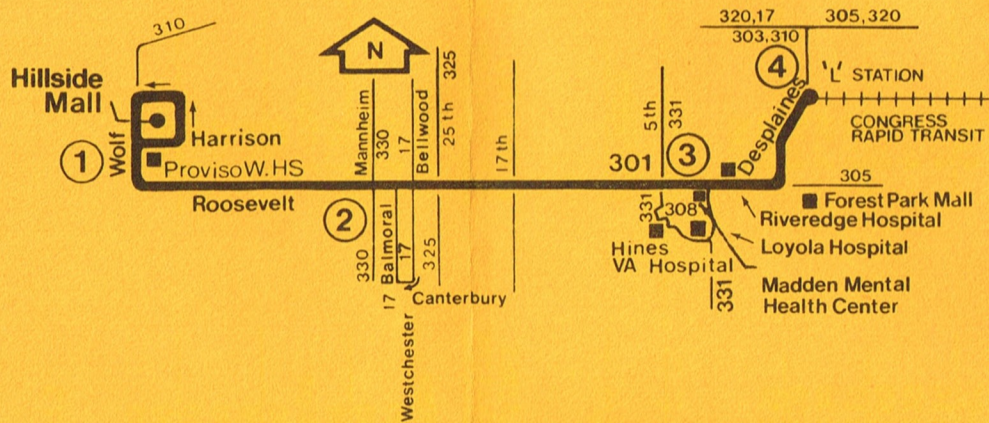 310
N
320,17
305,320
303,310
4
'L' STATION
CONGRESS
RAPID TRANSIT
Hillside
Mall
Wolf
Harrison
1
ProvisoW.HS
Roosevelt
Mannheim
330
17
Bellwood
25th
325
17th
5th
331
301
3
Desplaines
305
Forest Park Mall
Riveredge Hospital
Loyola Hospital
Madden Mental
Health Center
2
330
Balmoral
17
325
17
Canterbury
Westchester
331
308
Hines
VA Hospital
331